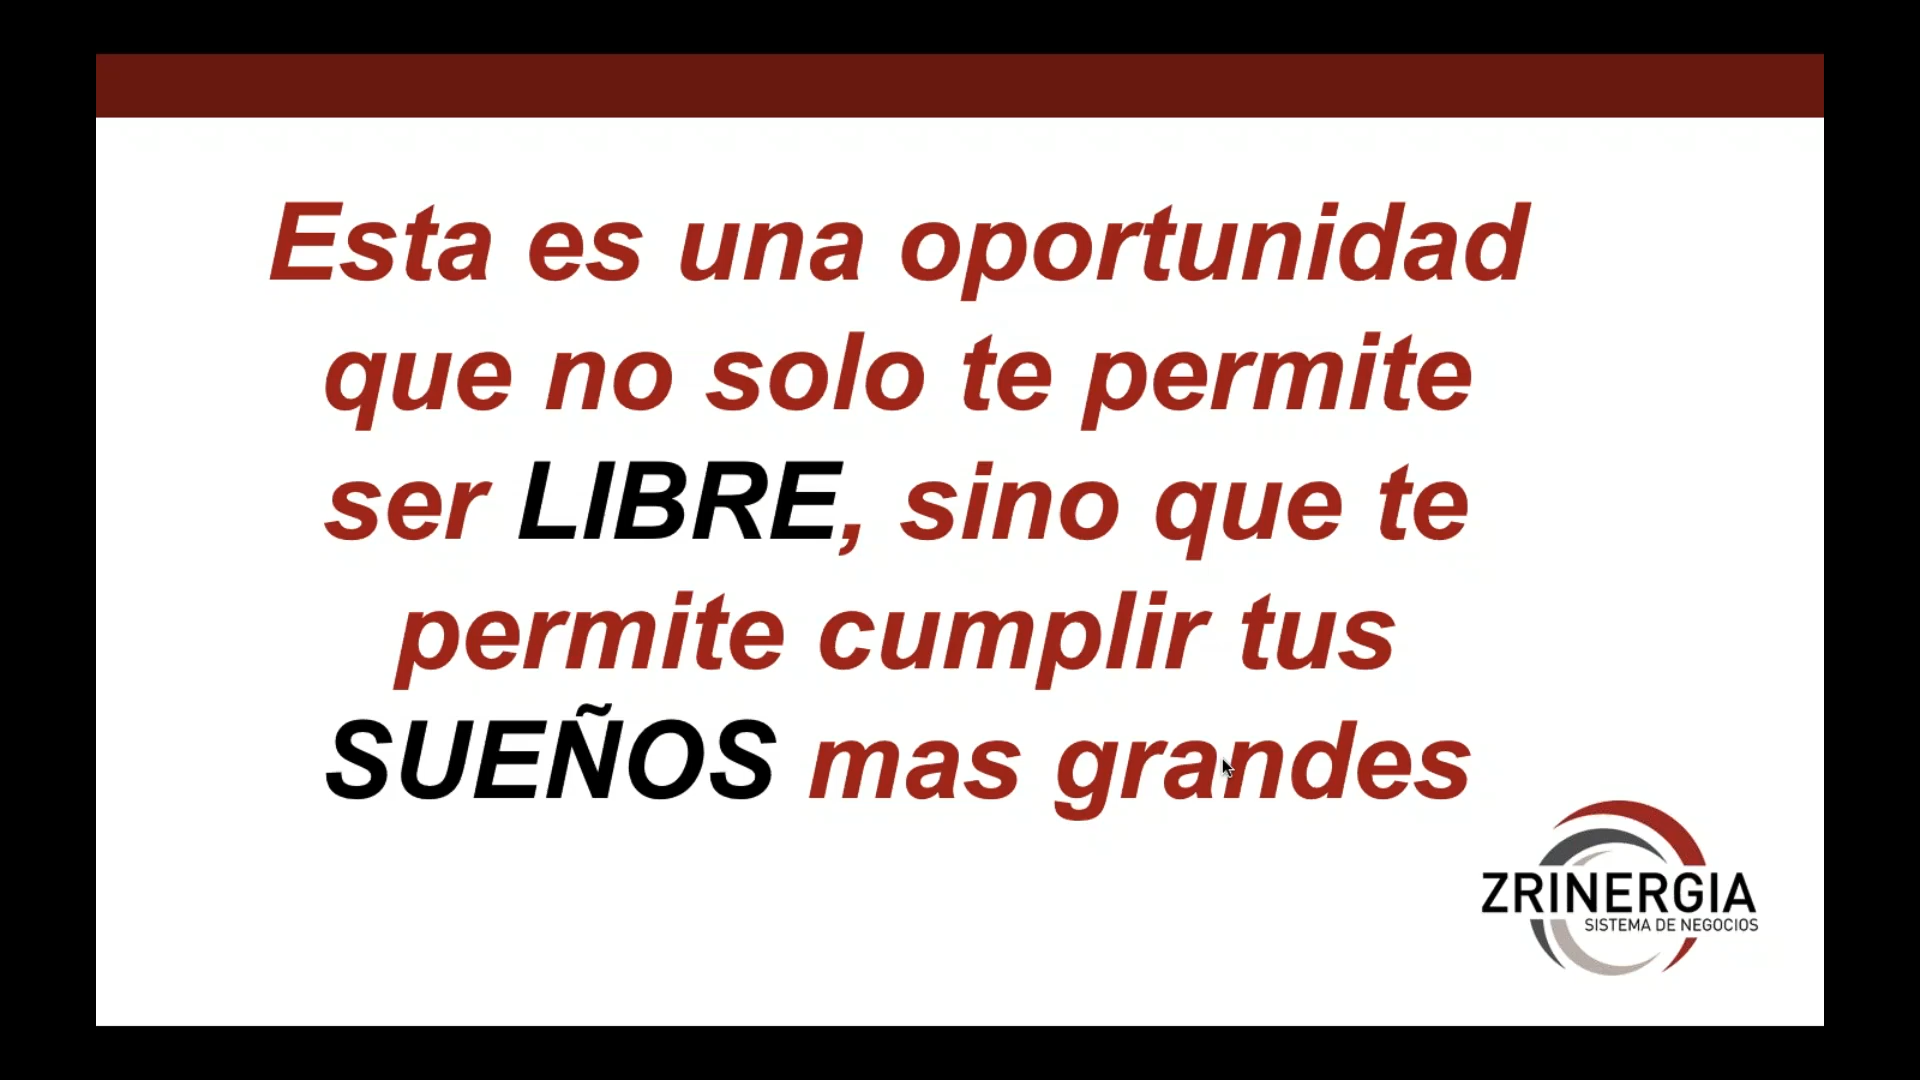 Esta es una oportunidad
que no solo te permite
ser LIBRE, sino que te
permite cumplir tus
SUEÑOS mas grandes
ZRINERGIA
SISTEMA DE NEGOCIOS